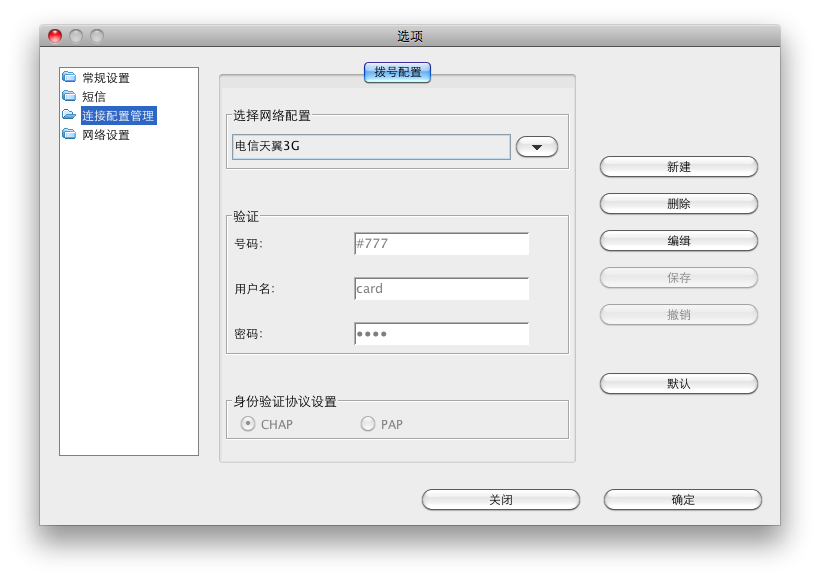 选项
常规设置
短信
连接配置管理
网络设置
拨号配置
选择网络配置
电信天翼3G
验证
号码:
#777
用户名:
card
密码:
••••
身份验证协议设置
CHAP
PAP
新建
删除
编辑
保存
撤销
默认
关闭
确定